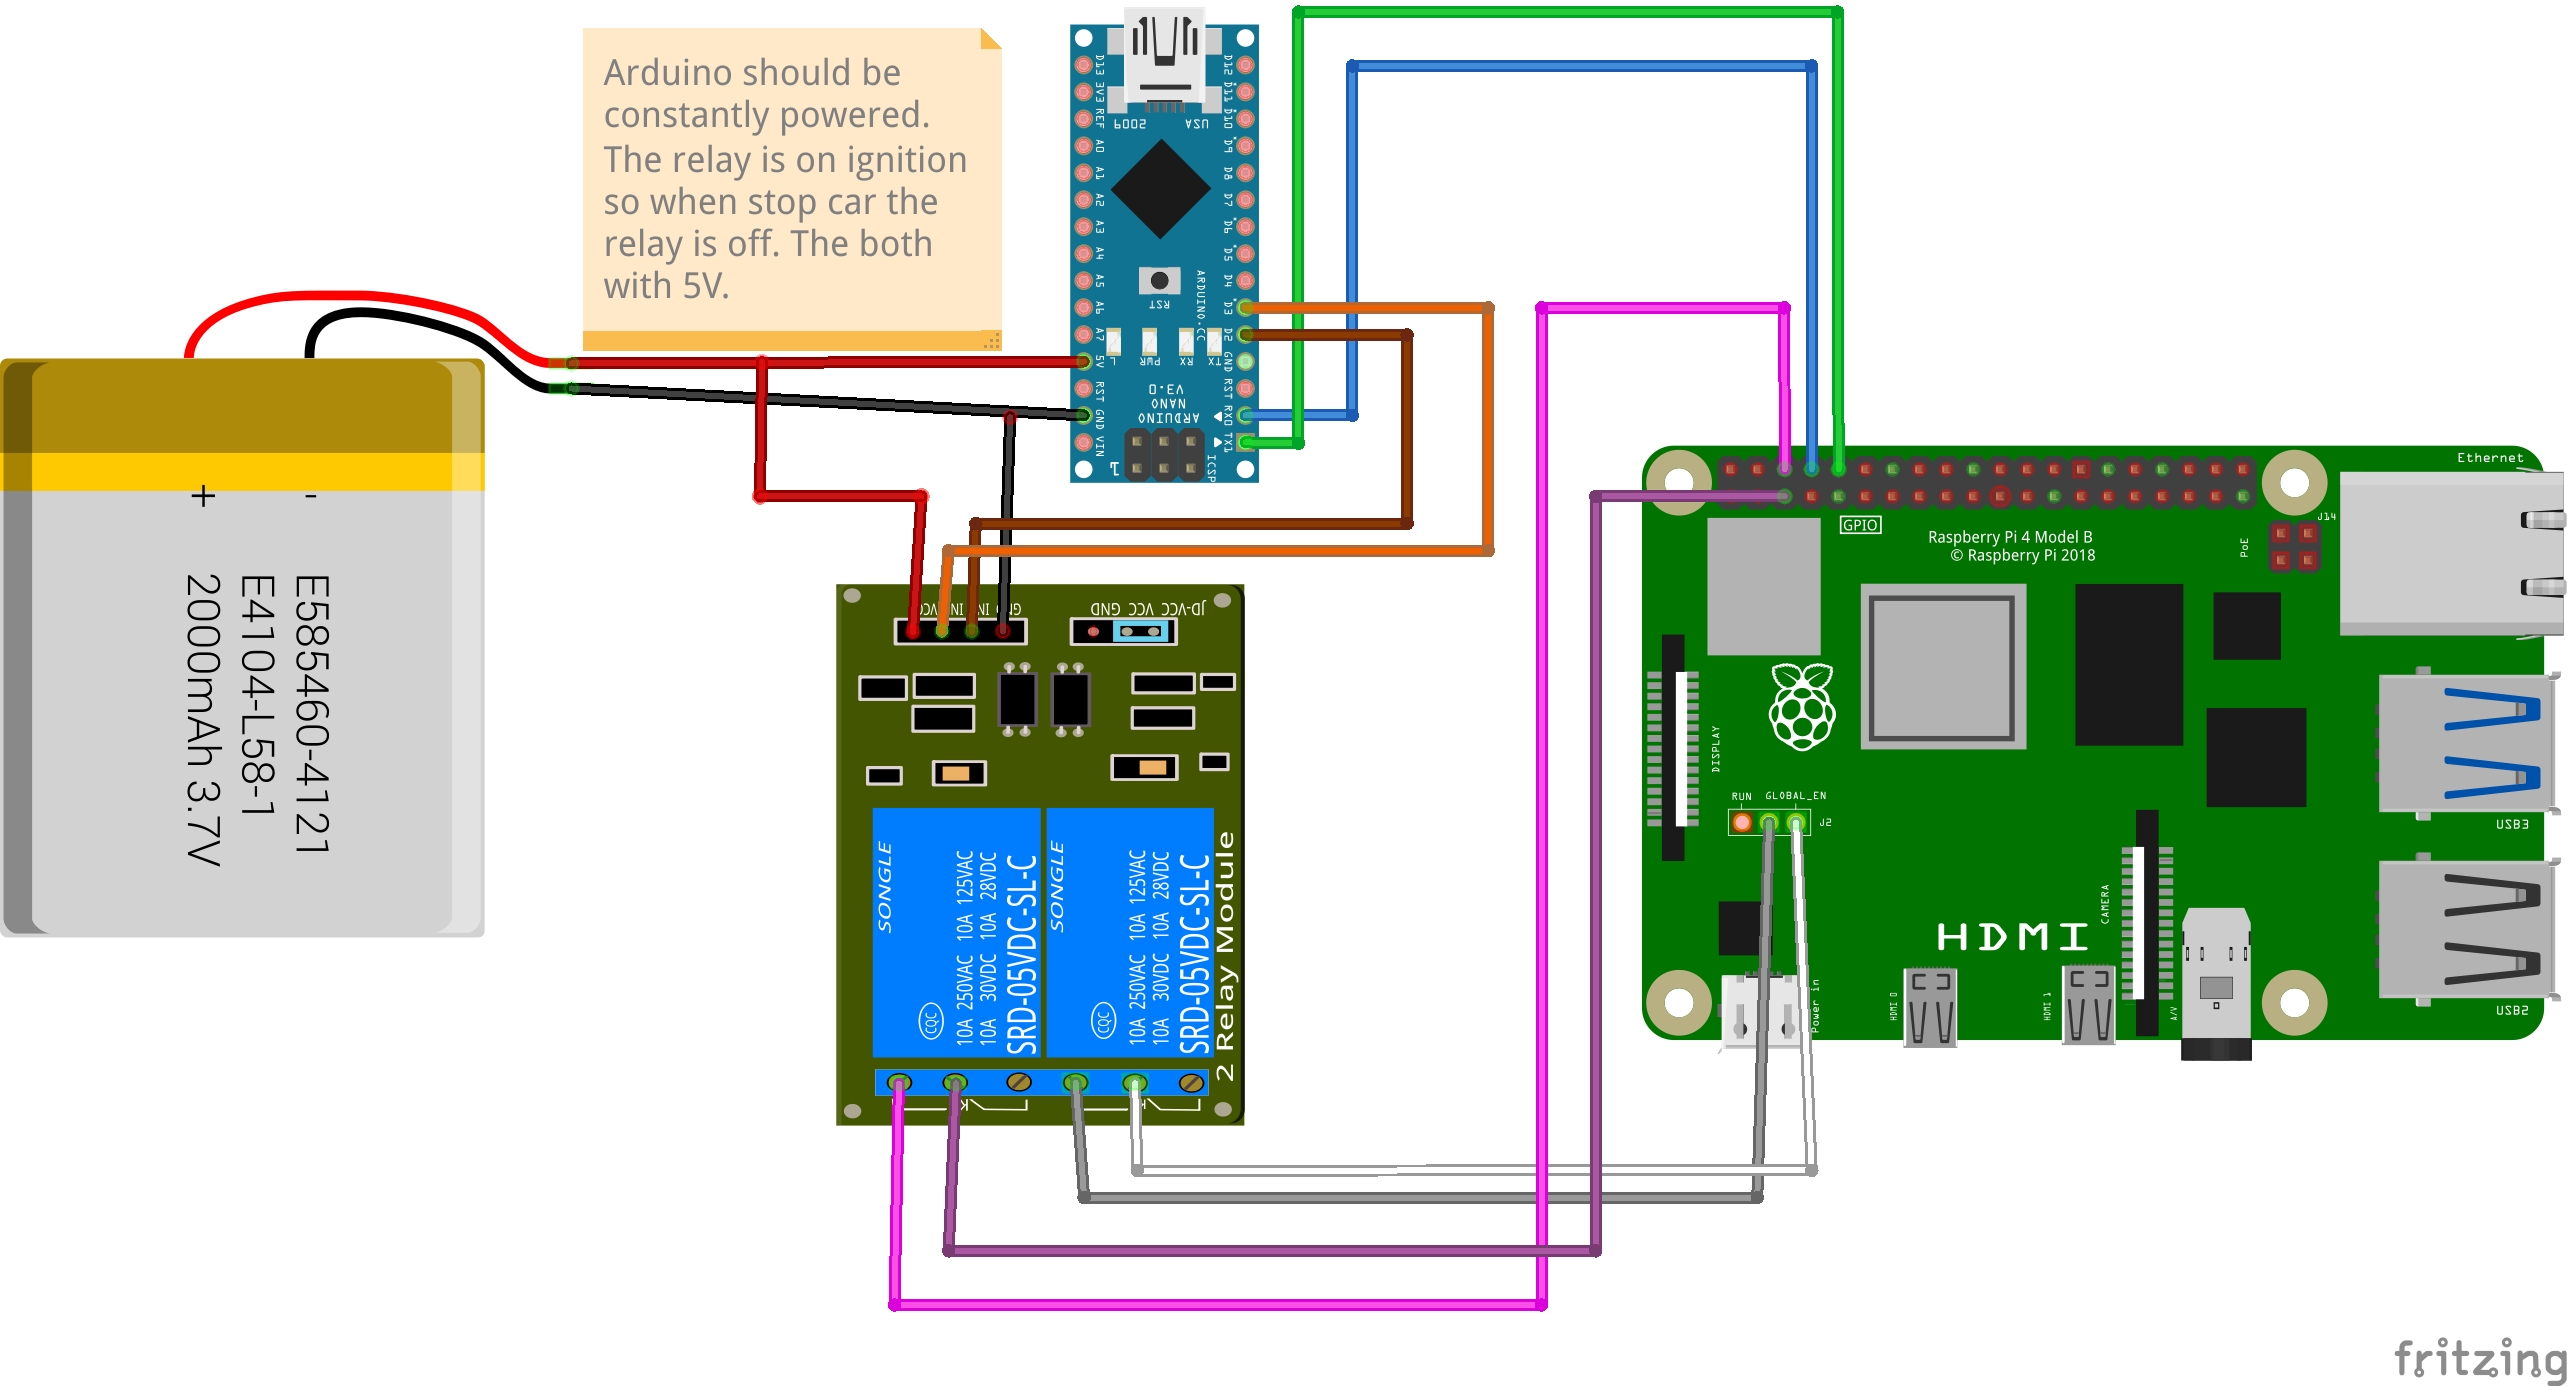 Arduino should be
constantly powered.
The relay is on ignition
so when stop car the
relay is off. The both
with 5V.
+ -
E585460-4121
E4104-L58-1
2000mAh 3.7V
D13
3V3
REF
A0
A1
A2
A3
A4
A5
A6
A7
5V
RST
GND
VIN
D12
D11
D10
D9
D8
D7
D6
D5
D4
D3
D2
GND
RST
RX0
TX1
USA
2009
RST
ARDUINO.CC
L
PWR
RX
TX
ARDUINO
NANO
V3.0
1
ICSP
JD-VCC VCC GND
SONGLE
10A 250VAC 10A 125VAC
10A 30VDC 10A 28VDC
SRD-05VDC-SL-C
CQC
SONGLE
10A 250VAC 10A 125VAC
10A 30VDC 10A 28VDC
SRD-05VDC-SL-C
CQC
2 Relay Module
Ethernet
J14
PoE
GPIO
Raspberry Pi 4 Model B
© Raspberry Pi 2018
DISPLAY
RUN GLOBAL_EN
J2
USB3
CAMERA
HDMI
Power in
HDMI 0
HDMI 1
A/V
USB2
fritzing